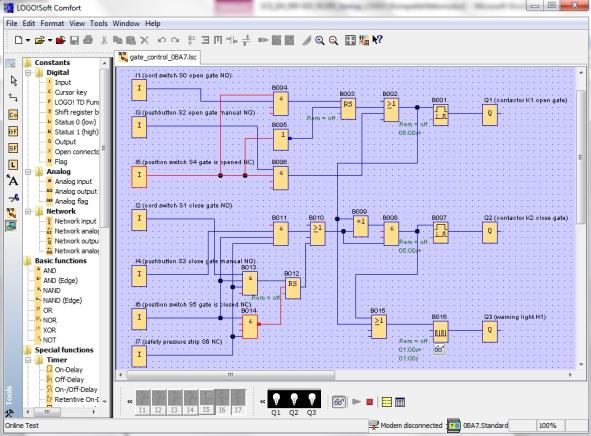 LOGO!Soft Comfort
File Edit Format View Tools Window Help
gate_control_0BA7.lsc
Constants
Digital
Input
Cursor key
LOGO! TD Func
Shift register b
Status 0 (low)
Status 1 (high)
Output
Open connecto
Flag
Analog
Analog input
Analog output
Analog flag
Network
Network input
Network analog
Network outpu
Network analog
Basic functions
AND
AND (Edge)
NAND
NAND (Edge)
OR
NOR
XOR
NOT
Special functions
Timer
On-Delay
Off-Delay
On-/Off-Delay
Retentive On-D
Co
GF
SF
L
A
Tools
I1 (cord switch S0 open gate NO)
I
B004
&
B003
RS
Rem = off
B002
≥1
B001
Rem = off
05:00s+
Q1 (contactor K1 open gate)
Q
I3 (pushbutton S2 open gate manual NO)
I
B005
1
I5 (position switch S4 gate is opened NC)
I
B006
&
I2 (cord switch S1 close gate NO)
I
B011
&
B010
≥1
B009
=1
B008
&
Rem = off
05:00s+
B007
Q2 (contactor K2 close gate)
Q
I4 (pushbutton S3 close gate manual NO)
I
B013
&
B012
RS
Rem = off
I6 (position switch S5 gate is closed NC)
I
B014
&
B015
≥1
B016
Q3 (warning light H1)
Q
I7 (safety pressure strip S6 NC)
I
Rem = off
01:00s+
01:00s
I1 I2 I3 I4 I5 I6 I7
Q1 Q2 Q3
Online Test
Modem disconnected
0BA7.Standard
100%